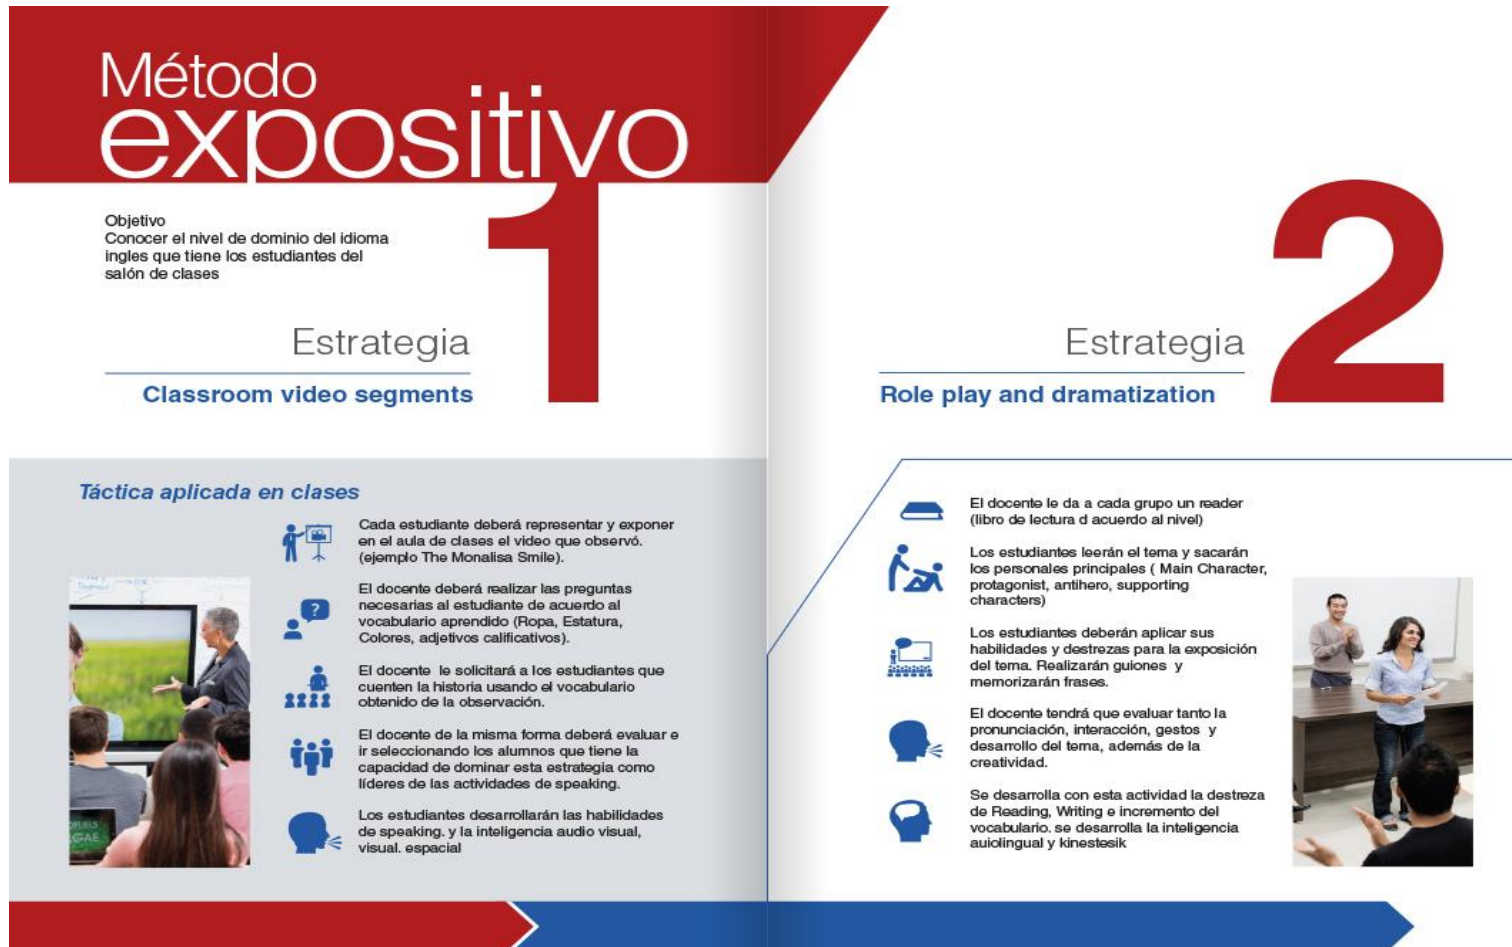 Método
expositivo
1
Objetivo
Conocer el nivel de dominio del idioma
ingles que tiene los estudiantes del
salón de clases
Estrategia
Classroom video segments
Táctica aplicada en clases
Cada estudiante deberá representar y exponer
en el aula de clases el video que observó.
(ejemplo The Monalisa Smile).
?
El docente deberá realizar las preguntas
necesarias al estudiante de acuerdo al
vocabulario aprendido (Ropa, Estatura,
Colores, adjetivos calificativos).
El docente le solicitará a los estudiantes que
cuenten la historia usando el vocabulario
obtenido de la observación.
El docente de la misma forma deberá evaluar e
ir seleccionando los alumnos que tiene la
capacidad de dominar esta estrategia como
líderes de las actividades de speaking.
Los estudiantes desarrollarán las habilidades
de speaking. y la inteligencia audio visual,
visual. espacial
2
Estrategia
Role play and dramatization
El docente le da a cada grupo un reader
(libro de lectura d acuerdo al nivel)
Los estudiantes leerán el tema y sacarán
los personales principales ( Main Character,
protagonist, antihero, supporting
characters)
Los estudiantes deberán aplicar sus
habilidades y destrezas para la exposición
del tema. Realizarán guiones y
memorizarán frases.
El docente tendrá que evaluar tanto la
pronunciación, interacción, gestos y
desarrollo del tema, además de la
creatividad.
Se desarrolla con esta actividad la destreza
de Reading, Writing e incremento del
vocabulario. se desarrolla la inteligencia
auiolingual y kinestesik